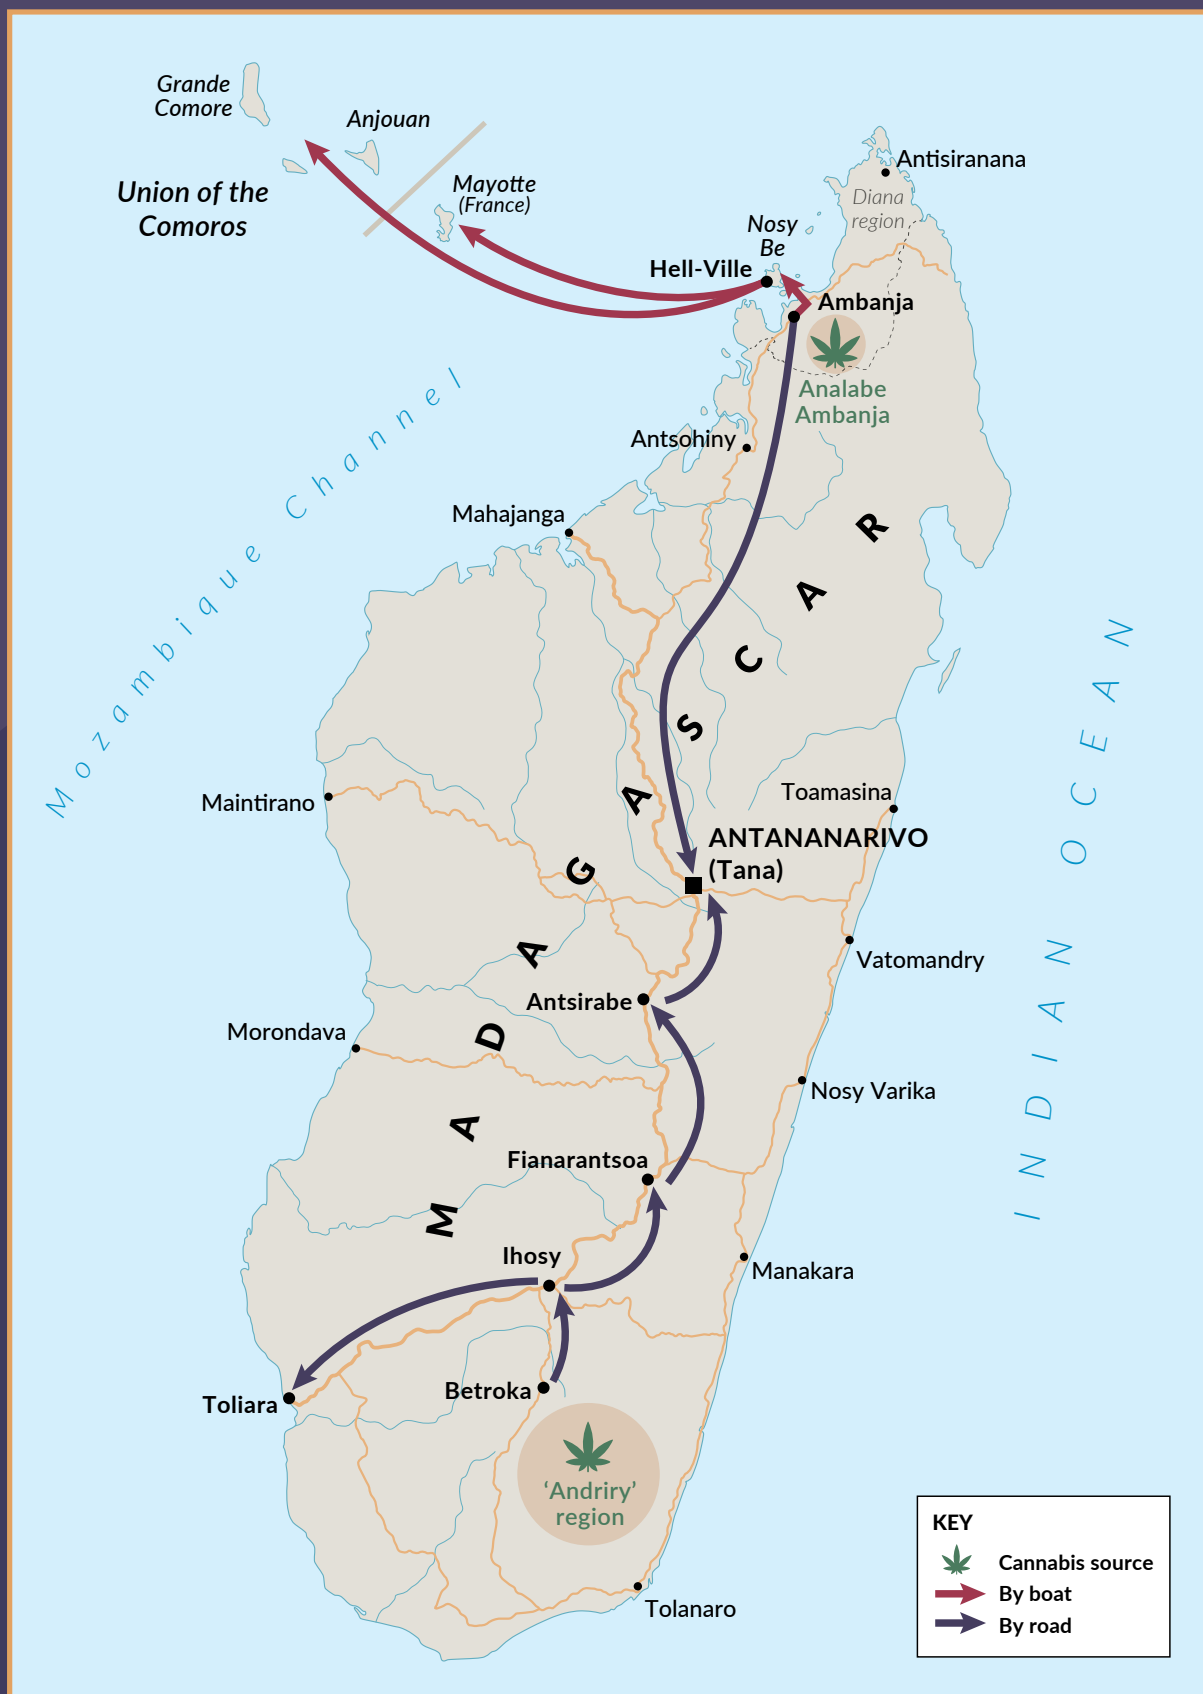 Grande
Comore
Anjouan
Union of the
Comoros
Mayotte
(France)
Antisiranana
Diana
region
Nosy
Be
Hell-Ville
Ambanja
Analabe
Ambanja
Antsohiny
Mozambique Channel
Mahajanga
MADAGASCAR
INDIAN OCEAN
Maintirano
Toamasina
ANTANANARIVO
(Tana)
Vatomandry
Antsirabe
Morondava
Nosy Varika
Fianarantsoa
Ihosy
Manakara
Betroka
Toliara
‘Andriry’
region
Tolanaro
KEY
Cannabis source
By boat
By road